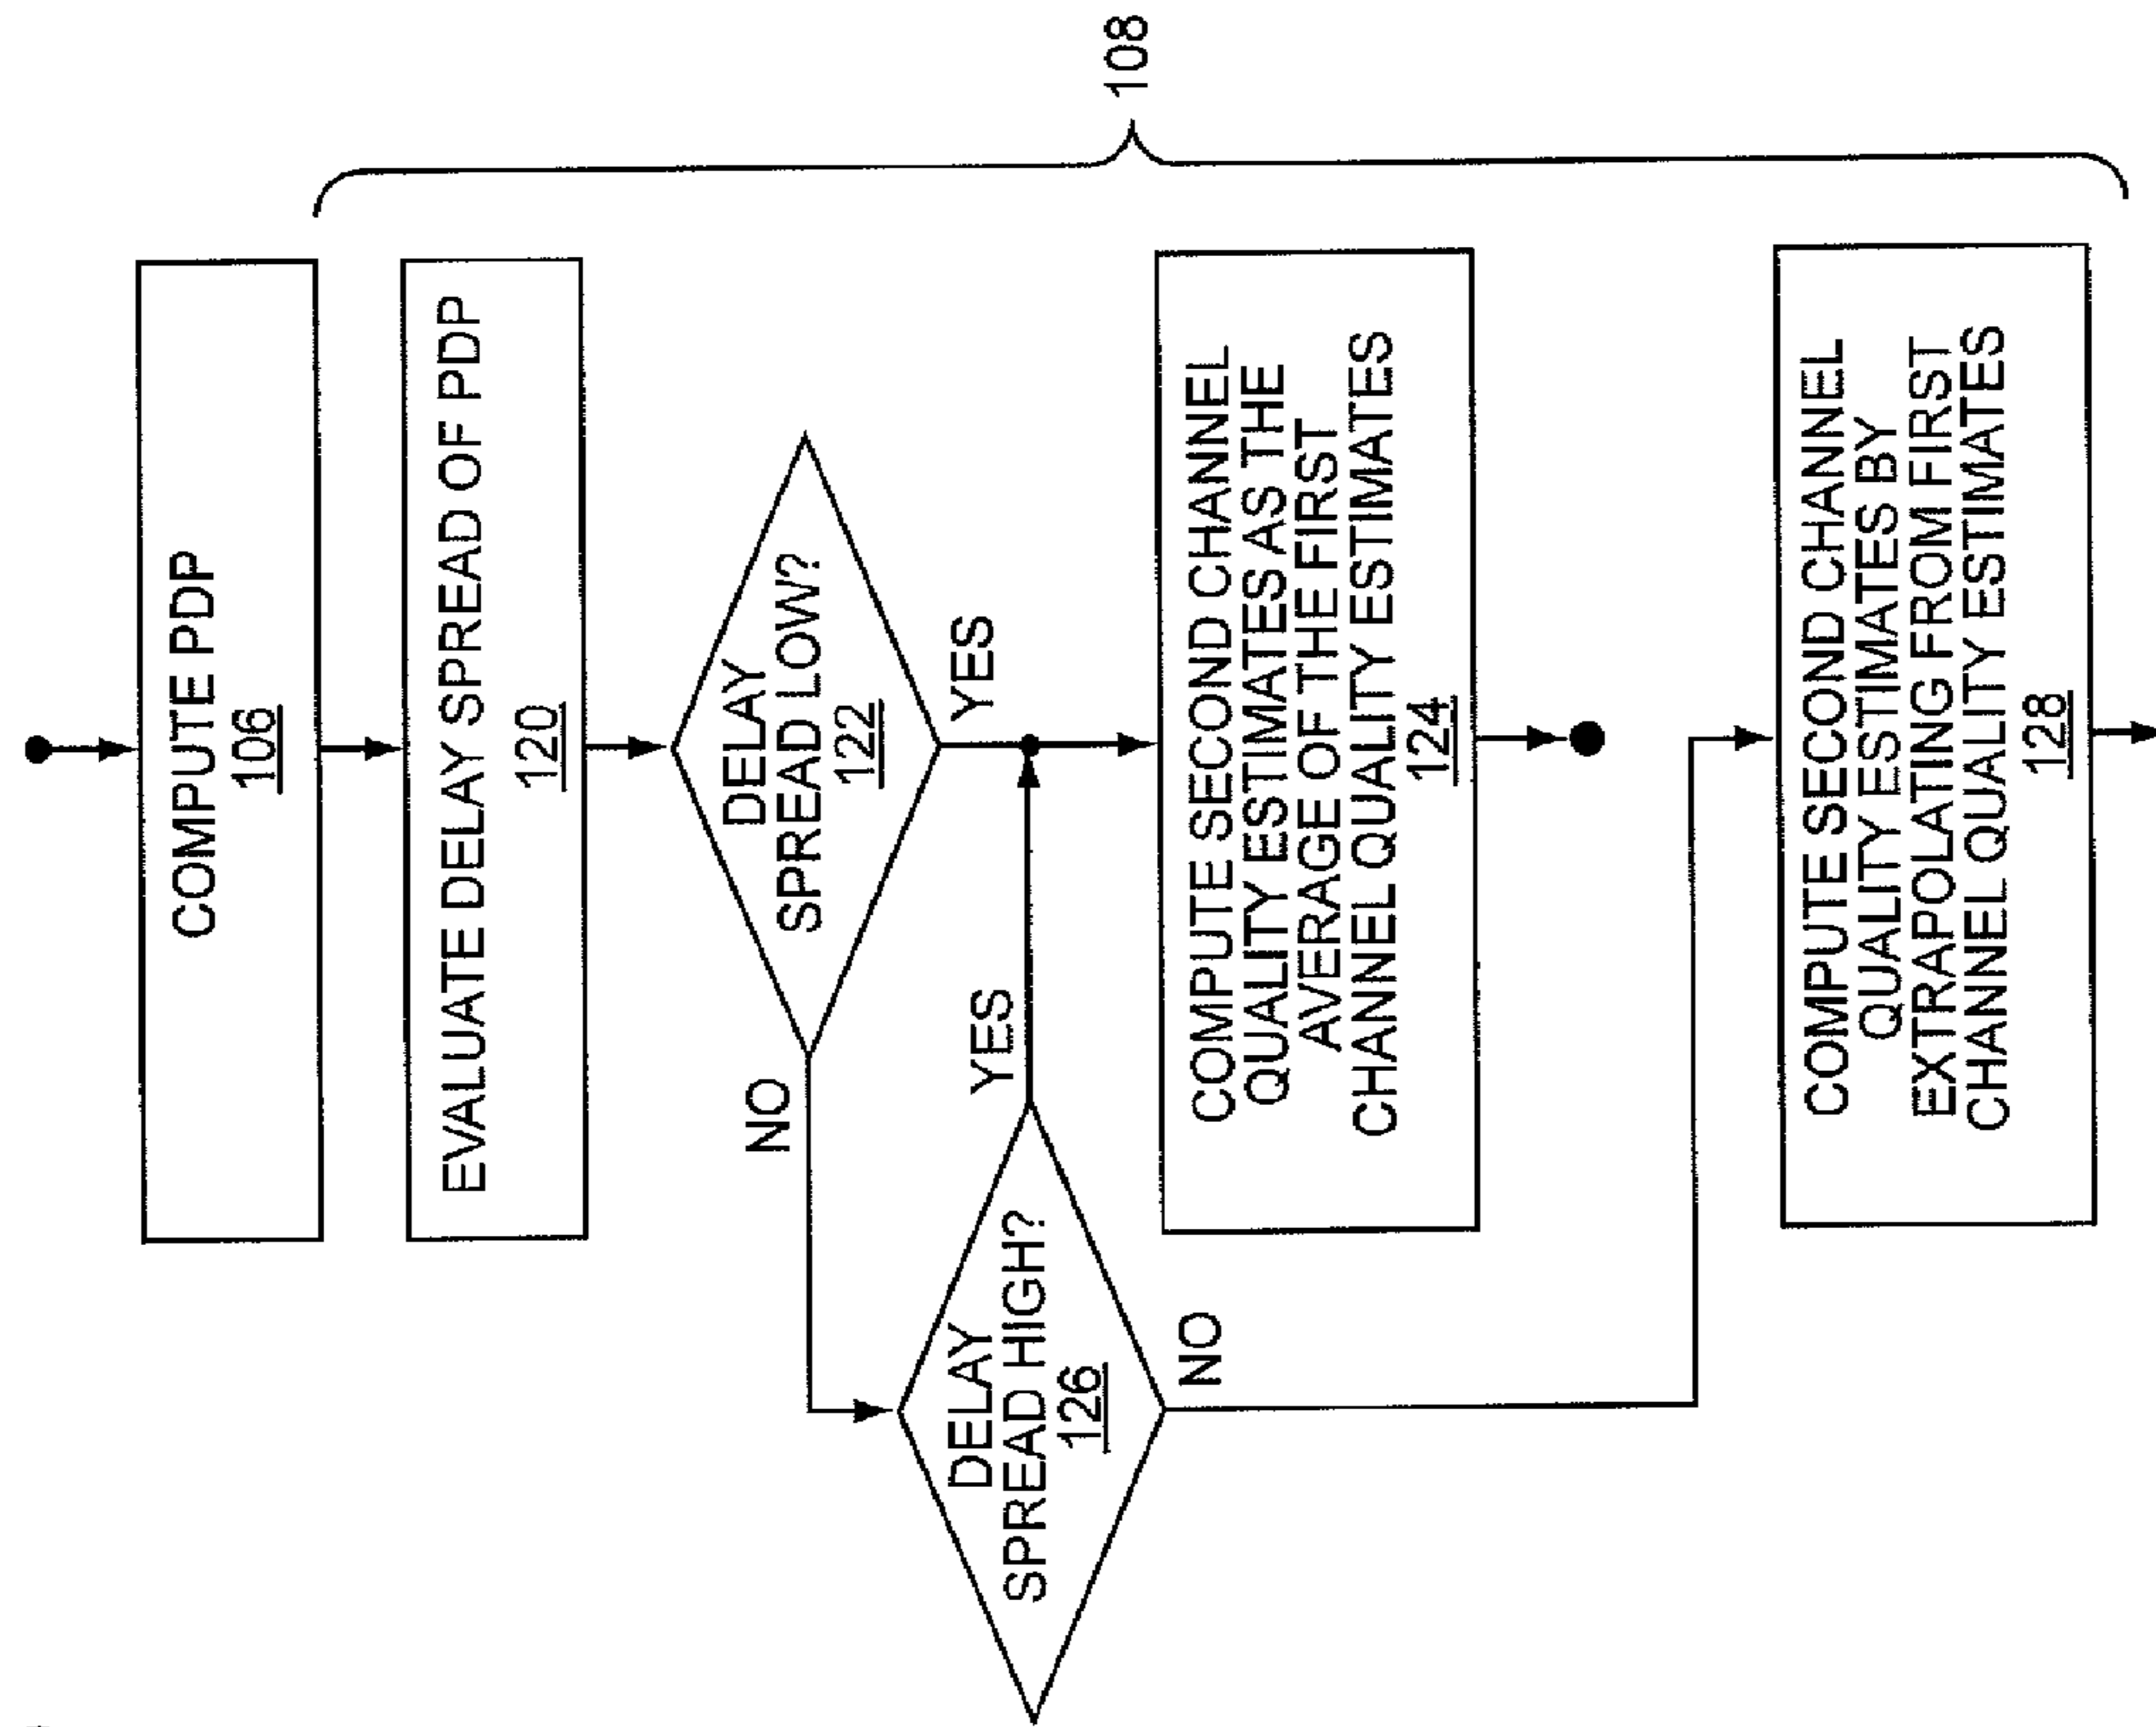 COMPUTE PDP
106
EVALUATE DELAY SPREAD OF PDP
120
DELAY
SPREAD LOW?
122
YES
NO
DELAY
SPREAD HIGH?
126
YES
NO
COMPUTE SECOND CHANNEL
QUALITY ESTIMATES AS THE
AVERAGE OF THE FIRST
CHANNEL QUALITY ESTIMATES
124
COMPUTE SECOND CHANNEL
QUALITY ESTIMATES BY
EXTRAPOLATING FROM FIRST
CHANNEL QUALITY ESTIMATES
128
108